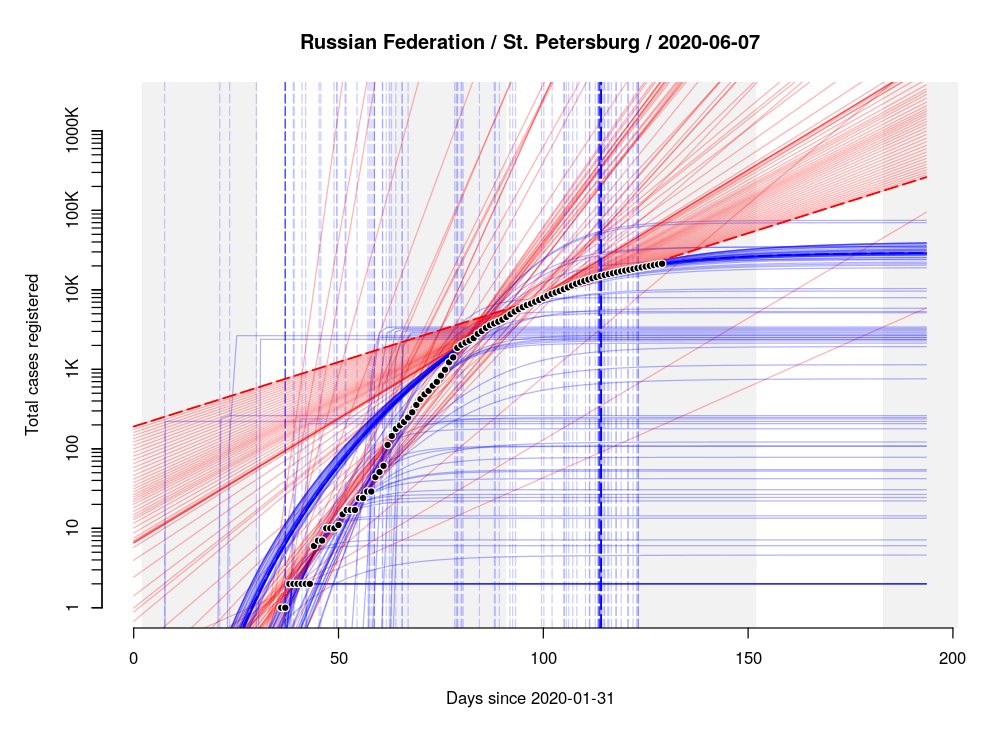 Russian Federation / St. Petersburg / 2020-06-07
Total cases registered
1000K
100K
10K
1K
100
10
1
0 50 100 150 200
Days since 2020-01-31